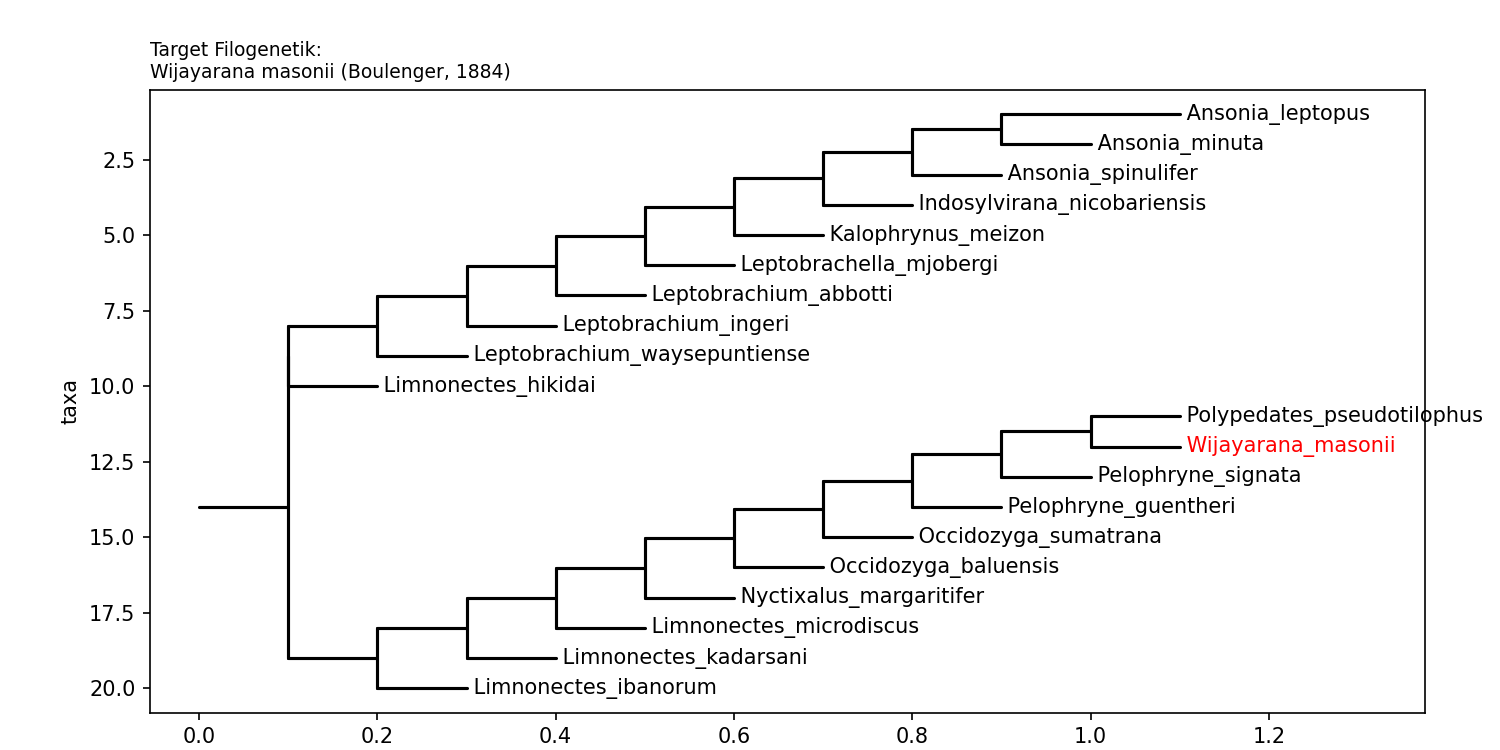 Target Filogenetik:
Wijayarana masonii (Boulenger, 1884)
Ansonia_leptopus
Ansonia_minuta
2.5
Ansonia_spinulifer
Indosylvirana_nicobariensis
5.0
Kalophrynus_meizon
Leptobrachella_mjobergi
Leptobrachium_abbotti
7.5
Leptobrachium_ingeri
Leptobrachium_waysepuntiense
10.0
Limnonectes_hikidai
taxa
Polypedates_pseudotilophus
Wijayarana_masonii
12.5
Pelophryne_signata
Pelophryne_guentheri
15.0
Occidozyga_sumatrana
Occidozyga_baluensis
Nyctixalus_margaritifer
17.5
Limnonectes_microdiscus
Limnonectes_kadarsani
20.0
Limnonectes_ibanorum
0.0 0.2 0.4 0.6 0.8 1.0 1.2